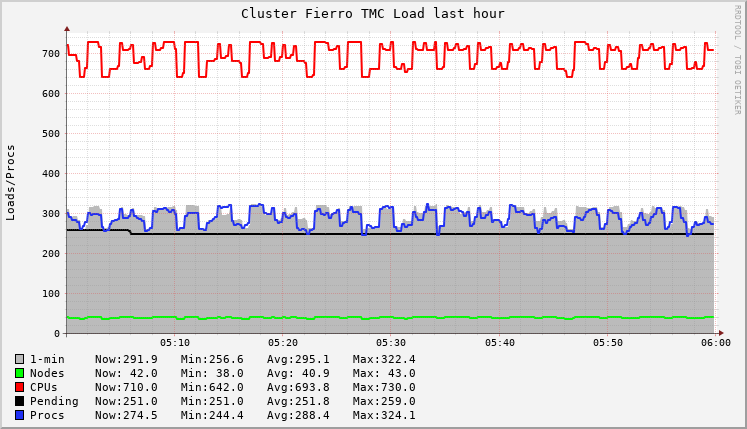 Cluster Fierro TMC Load last hour
RRDTOOL / TOBI OETIKER
Loads/Procs
700
600
500
400
300
200
100
0
05:10 05:20 05:30 05:40 05:50 06:00
1-min Now:291.9 Min:256.6 Avg:295.1 Max:322.4
Nodes Now: 42.0 Min: 38.0 Avg: 40.9 Max: 43.0
CPUs Now:710.0 Min:642.0 Avg:693.8 Max:730.0
Pending Now:251.0 Min:251.0 Avg:251.8 Max:259.0
Procs Now:274.5 Min:244.4 Avg:288.4 Max:324.1